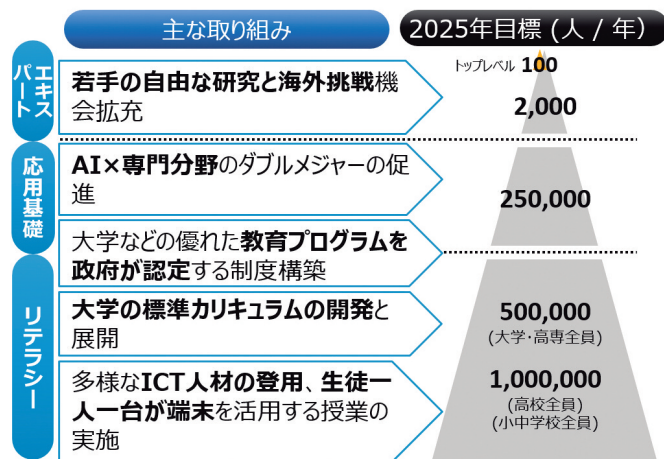 主な取り組み
2025年目標 (人 / 年)
エキスパート
若手の自由な研究と海外挑戦機
会拡充
トップレベル 100
2,000
応用基礎
AI×専門分野のダブルメジャーの促
進
250,000
大学などの優れた教育プログラムを
政府が認定する制度構築
リテラシー
大学の標準カリキュラムの開発と
展開
500,000
(大学・高専全員)
多様なICT人材の登用、生徒一
人一台が端末を活用する授業の
実施
1,000,000
(高校全員)
(小中学校全員)